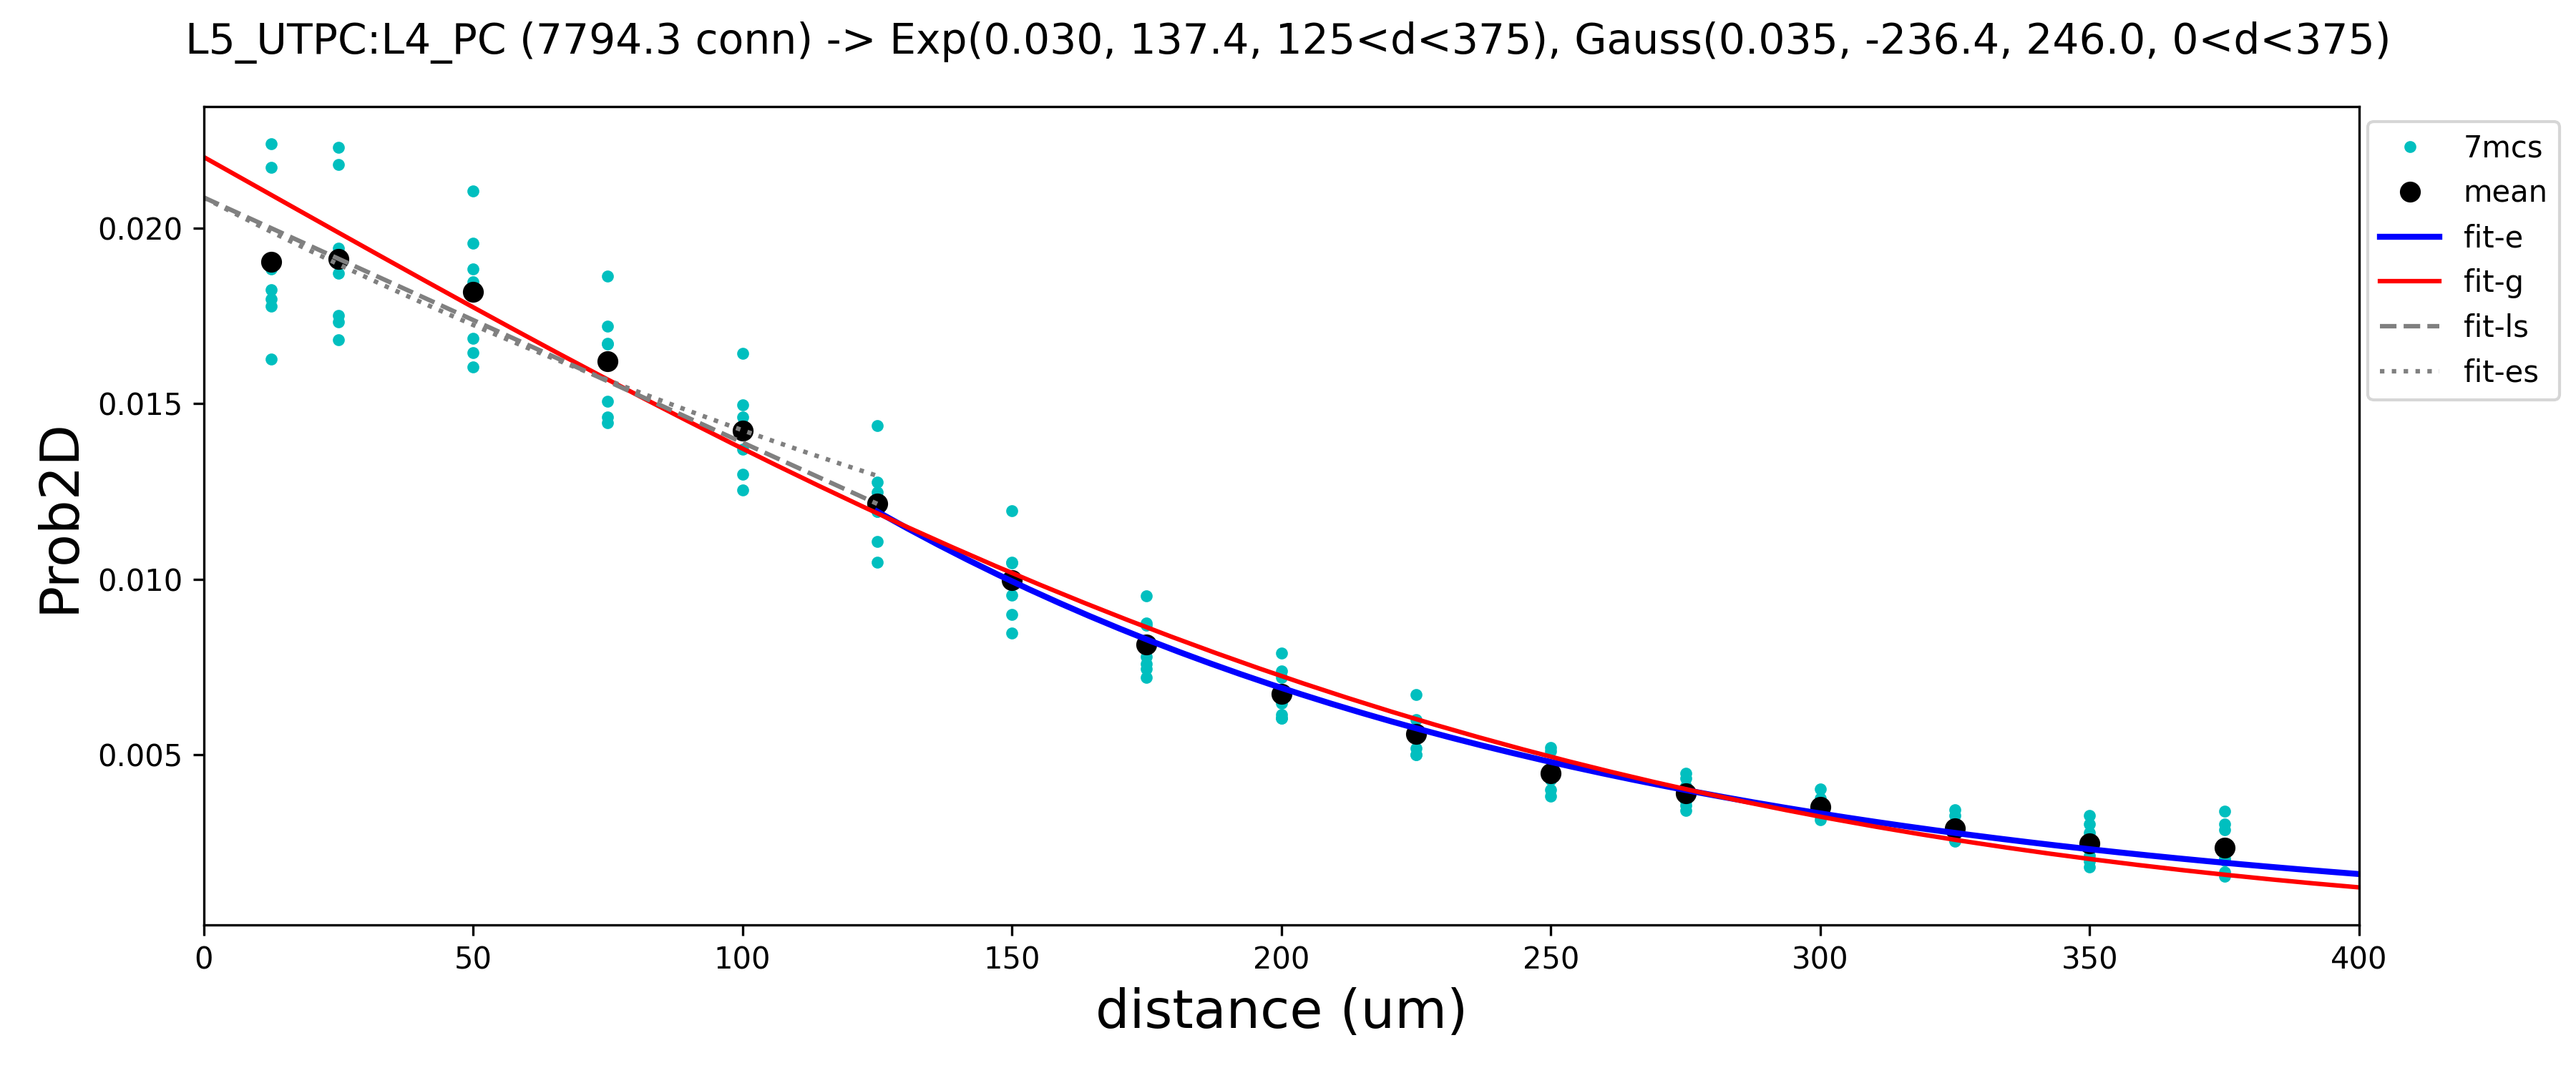 L5_UTPC:L4_PC (7794.3 conn) -> Exp(0.030, 137.4, 125<d<375), Gauss(0.035, -236.4, 246.0, 0<d<375)
7mcs
mean
fit-e
fit-g
fit-ls
fit-es
Prob2D
0.020
0.015
0.010
0.005
0 50 100 150 200 250 300 350 400
distance (um)